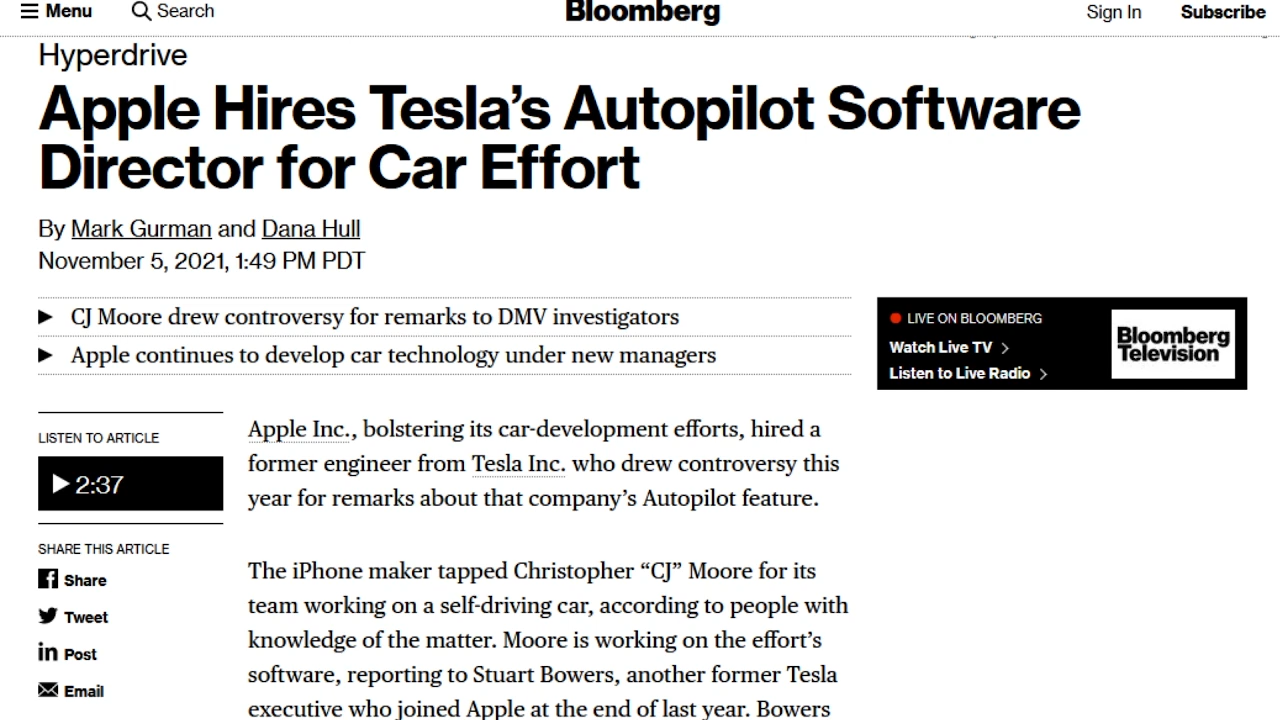 Menu
Search
Bloomberg
Sign In
Subscribe
Hyperdrive
Apple Hires Tesla’s Autopilot Software
Director for Car Effort
By Mark Gurman and Dana Hull
November 5, 2021, 1:49 PM PDT
CJ Moore drew controversy for remarks to DMV investigators
Apple continues to develop car technology under new managers
LIVE ON BLOOMBERG
Watch Live TV
Listen to Live Radio
Bloomberg
Television
LISTEN TO ARTICLE
2:37
SHARE THIS ARTICLE
Share
Tweet
Post
Email
Apple Inc., bolstering its car-development efforts, hired a
former engineer from Tesla Inc. who drew controversy this
year for remarks about that company’s Autopilot feature.
The iPhone maker tapped Christopher “CJ” Moore for its
team working on a self-driving car, according to people with
knowledge of the matter. Moore is working on the effort’s
software, reporting to Stuart Bowers, another former Tesla
executive who joined Apple at the end of last year. Bowers